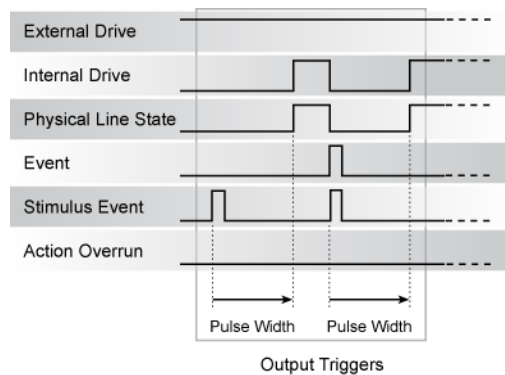 External Drive
Internal Drive
Physical Line State
Event
Stimulus Event
Action Overrun
Pulse Width Pulse Width
Output Triggers